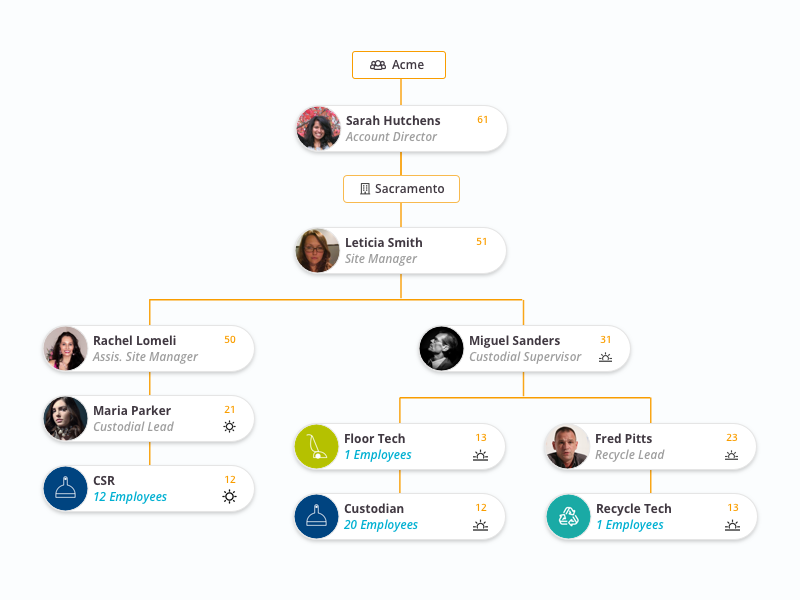 Acme
Sarah Hutchens 61
Account Director
Sacramento
Leticia Smith 51
Site Manager
Rachel Lomeli 50
Assis. Site Manager
Miguel Sanders 31
Custodial Supervisor
Maria Parker 21
Custodial Lead
Floor Tech 13
1 Employees
Fred Pitts 23
Recycle Lead
CSR 12
12 Employees
Custodian 12
20 Employees
Recycle Tech 13
1 Employees